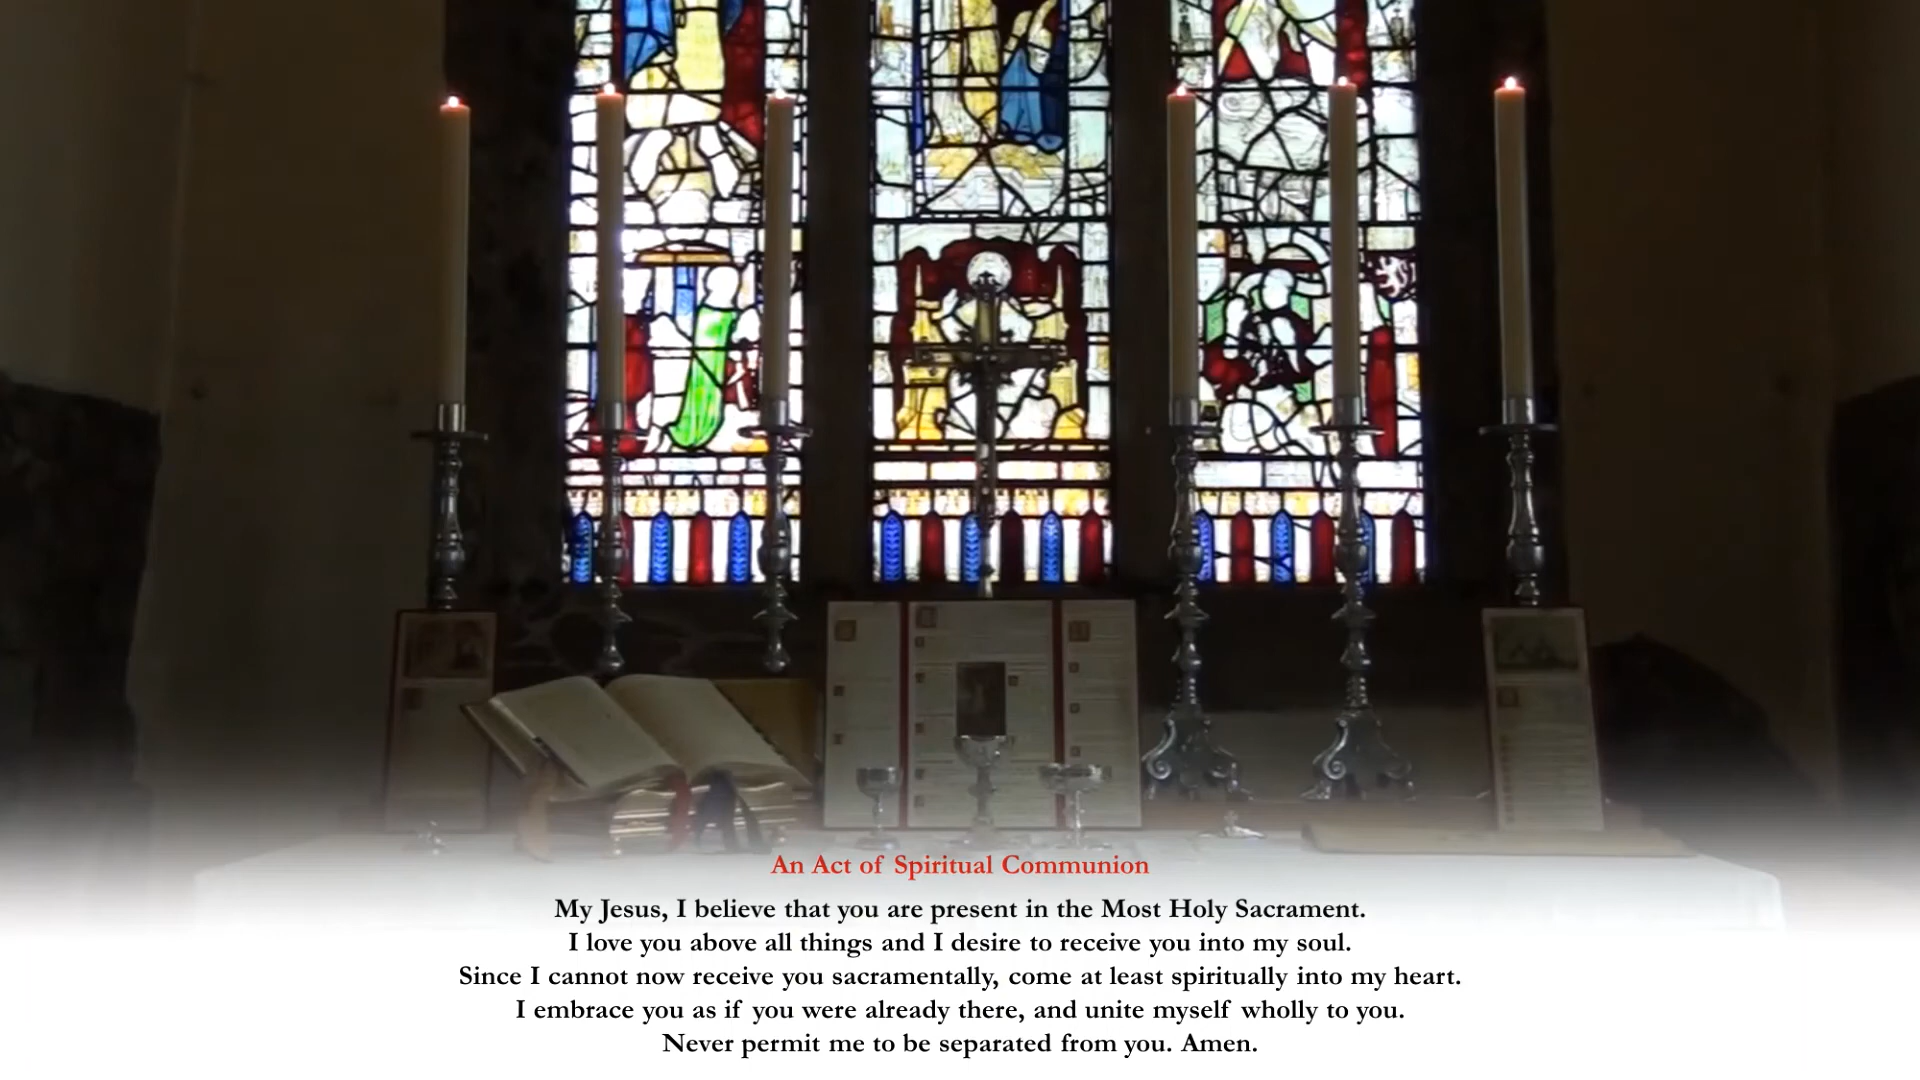 An Act of Spiritual Communion
My Jesus, I believe that you are present in the Most Holy Sacrament.
I love you above all things and I desire to receive you into my soul.
Since I cannot now receive you sacramentally, come at least spiritually into my heart.
I embrace you as if you were already there, and unite myself wholly to you.
Never permit me to be separated from you. Amen.